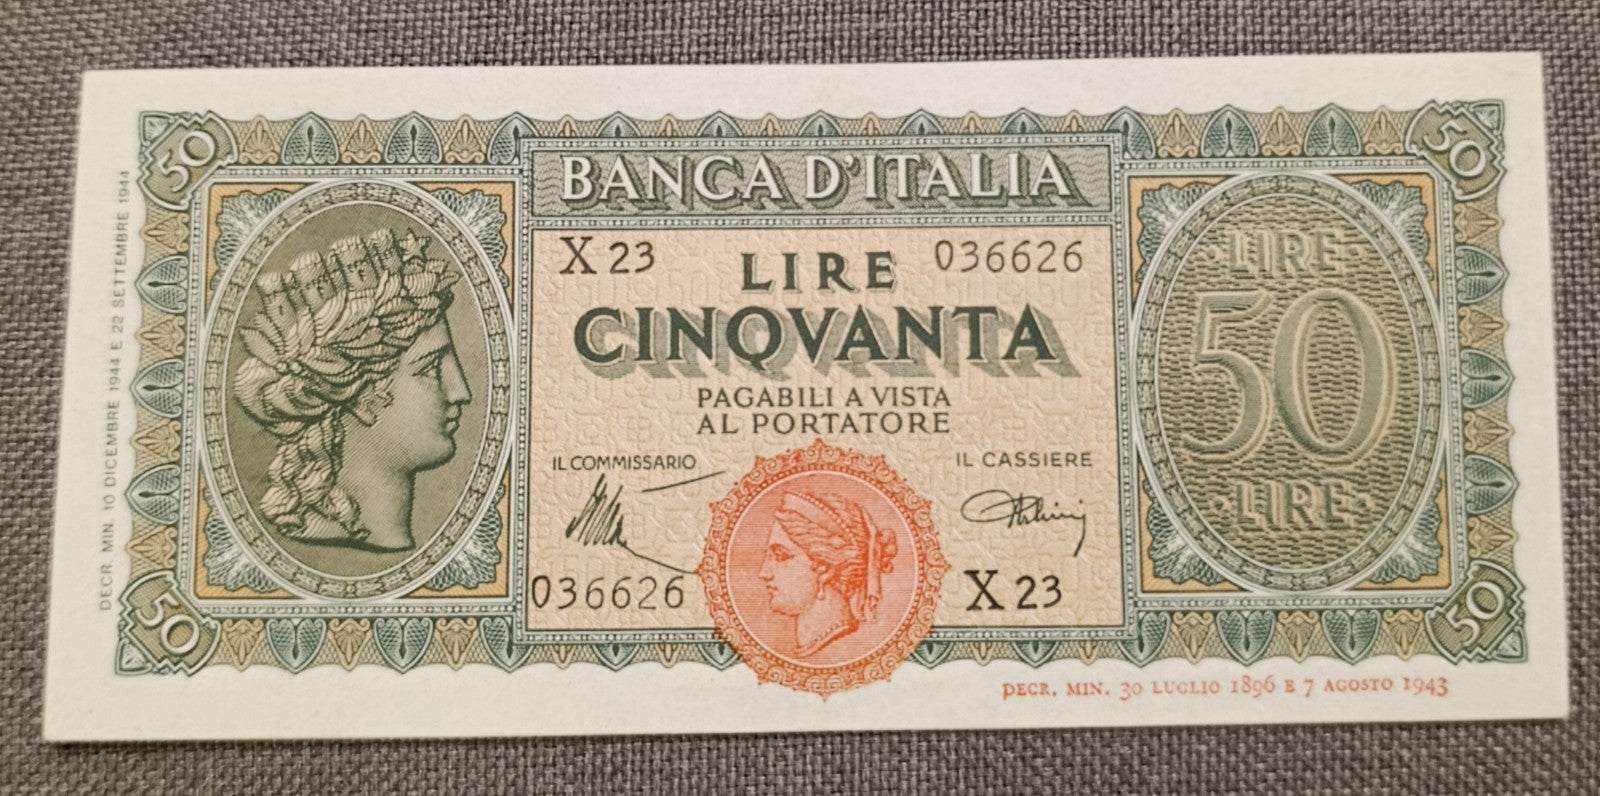 50
50
BANCA D'ITALIA
X 23
036626
LIRE
CINQVANTA
PAGABILI A VISTA
AL PORTATORE
IL COMMISSARIO
IL CASSIERE
036626
X 23
LIRE
50
LIRE
50
50
DECR. MIN. 10 DICEMBRE 1944 E 22 SETTEMBRE 1944
DECR. MIN. 30 LUGLIO 1896 E 7 AGOSTO 1943